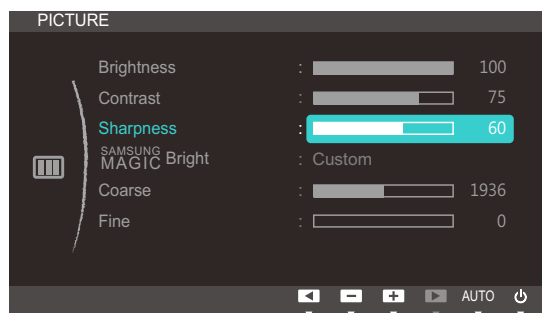 PICTURE
Brightness : 100
Contrast : 75
Sharpness : 60
SAMSUNG MAGIC Bright : Custom
Coarse : 1936
Fine : 0
AUTO